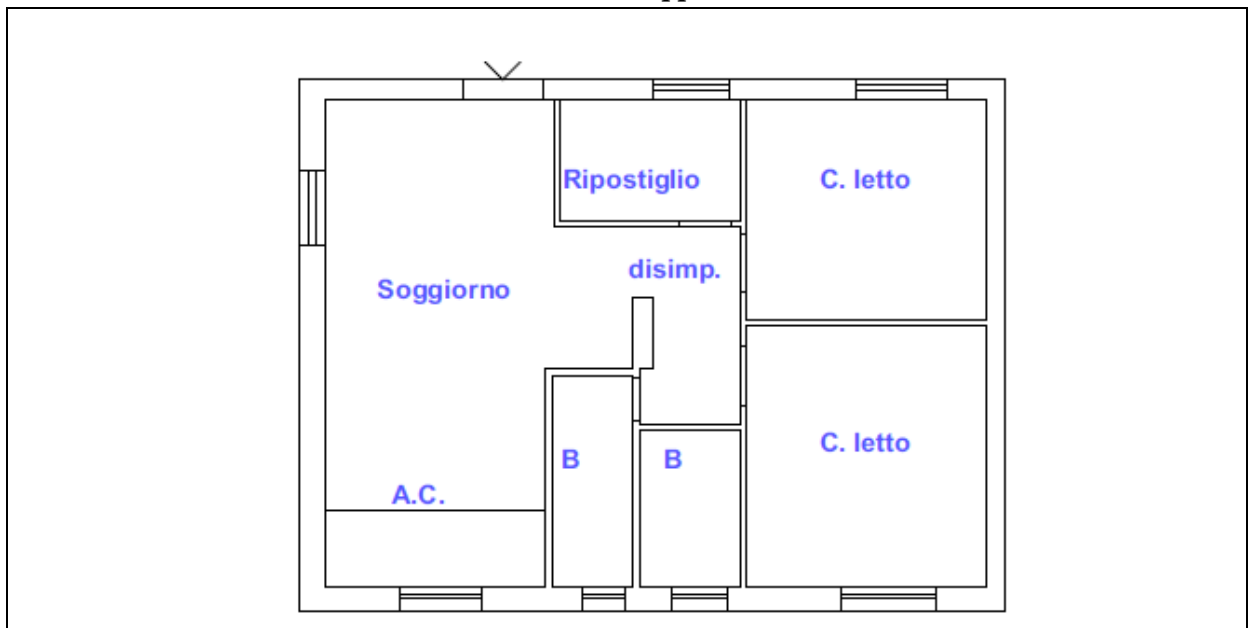 Ripostiglio
C. letto
disimp.
Soggiorno
C. letto
B
B
A.C.